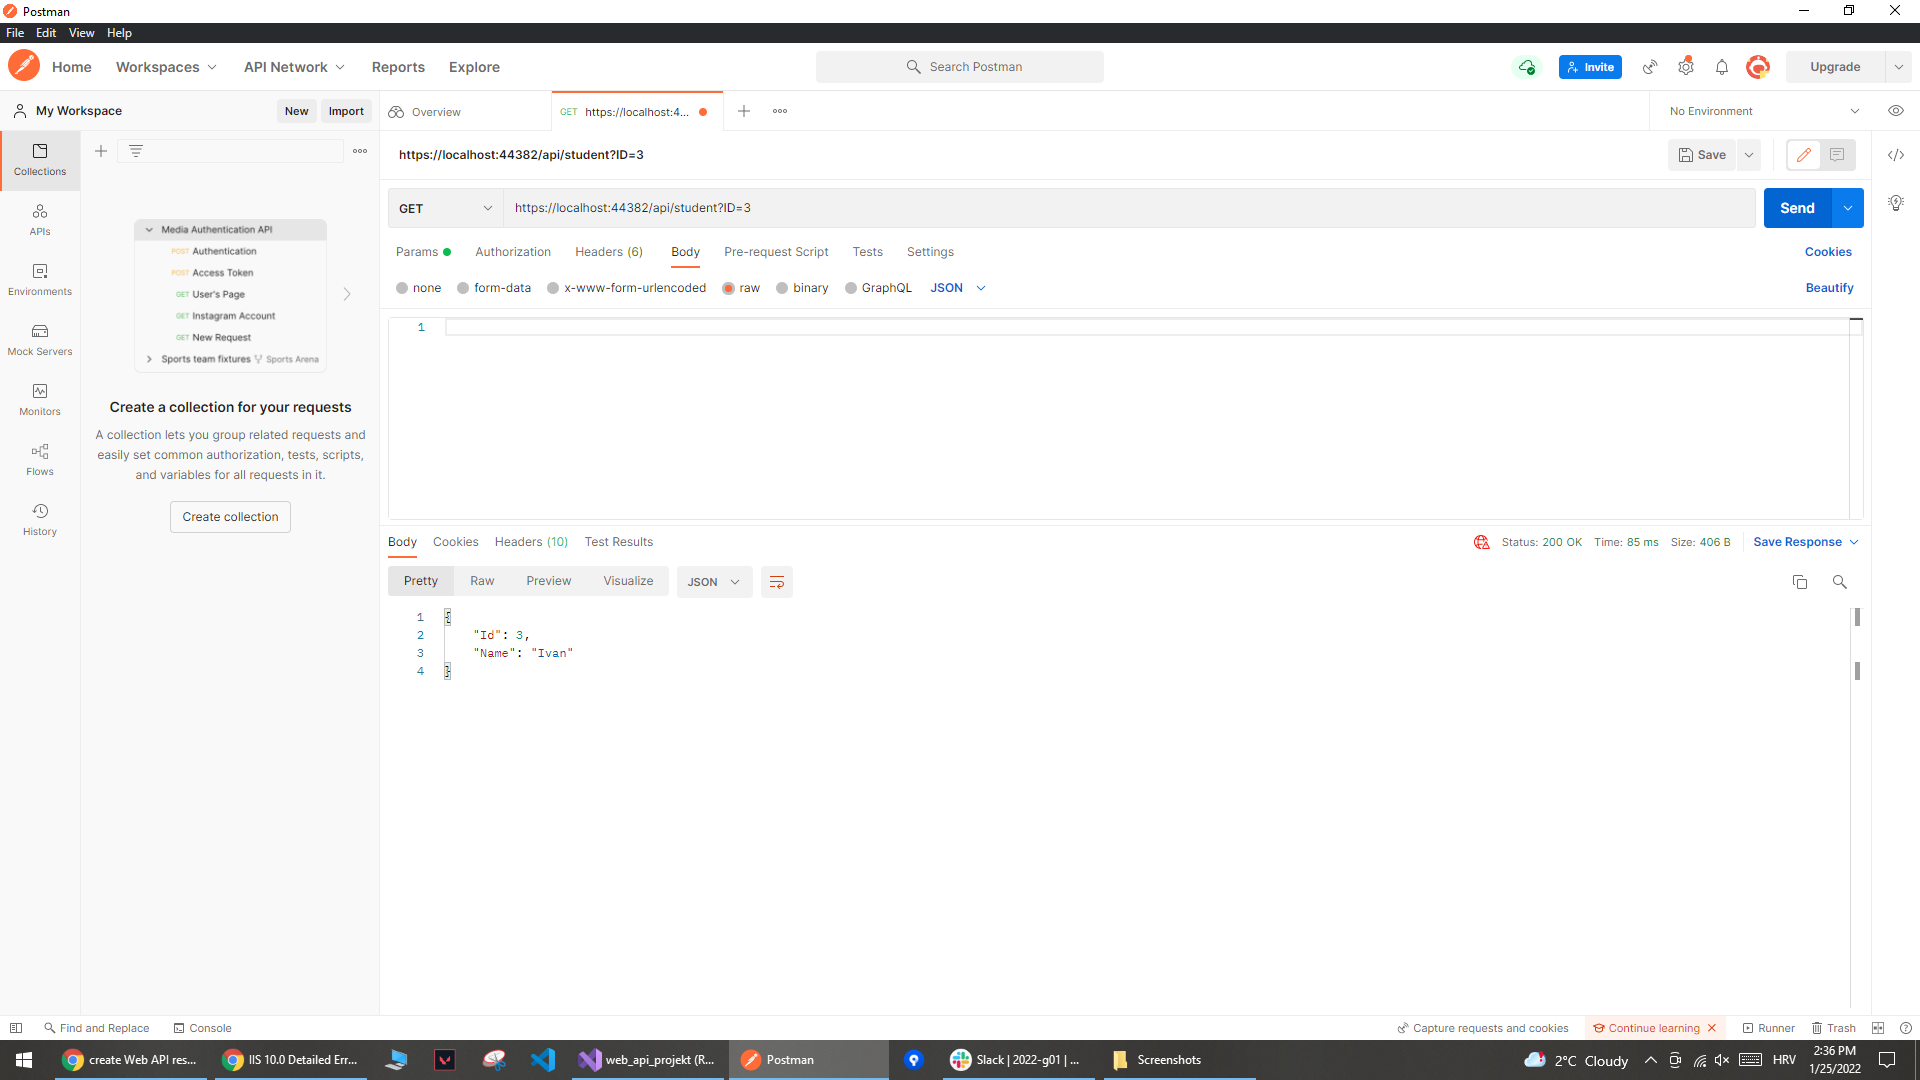 Postman
File Edit View Help
Home Workspaces API Network Reports Explore Search Postman Invite Upgrade
My Workspace New Import Overview GET https://localhost:4... No Environment
Collections
APIs
Environments
Mock Servers
Monitors
Flows
History
Media Authentication API
POST Authentication
POST Access Token
GET User's Page
GET Instagram Account
GET New Request
Sports team fixtures Sports Arena
Create a collection for your requests
A collection lets you group related requests and
easily set common authorization, tests, scripts,
and variables for all requests in it.
Create collection
https://localhost:44382/api/student?ID=3 Save
GET https://localhost:44382/api/student?ID=3 Send
Params Authorization Headers (6) Body Pre-request Script Tests Settings Cookies
none form-data x-www-form-urlencoded raw binary GraphQL JSON Beautify
1
Body Cookies Headers (10) Test Results Status: 200 OK Time: 85 ms Size: 406 B Save Response
Pretty Raw Preview Visualize JSON
1 {
2 "Id": 3,
3 "Name": "Ivan"
4 }
Find and Replace Console Capture requests and cookies Continue learning Runner Trash
create Web API res... IIS 10.0 Detailed Err... web_api_projekt (R... Postman Slack | 2022-g01 | ... Screenshots 2°C Cloudy HRV 2:36 PM
1/25/2022